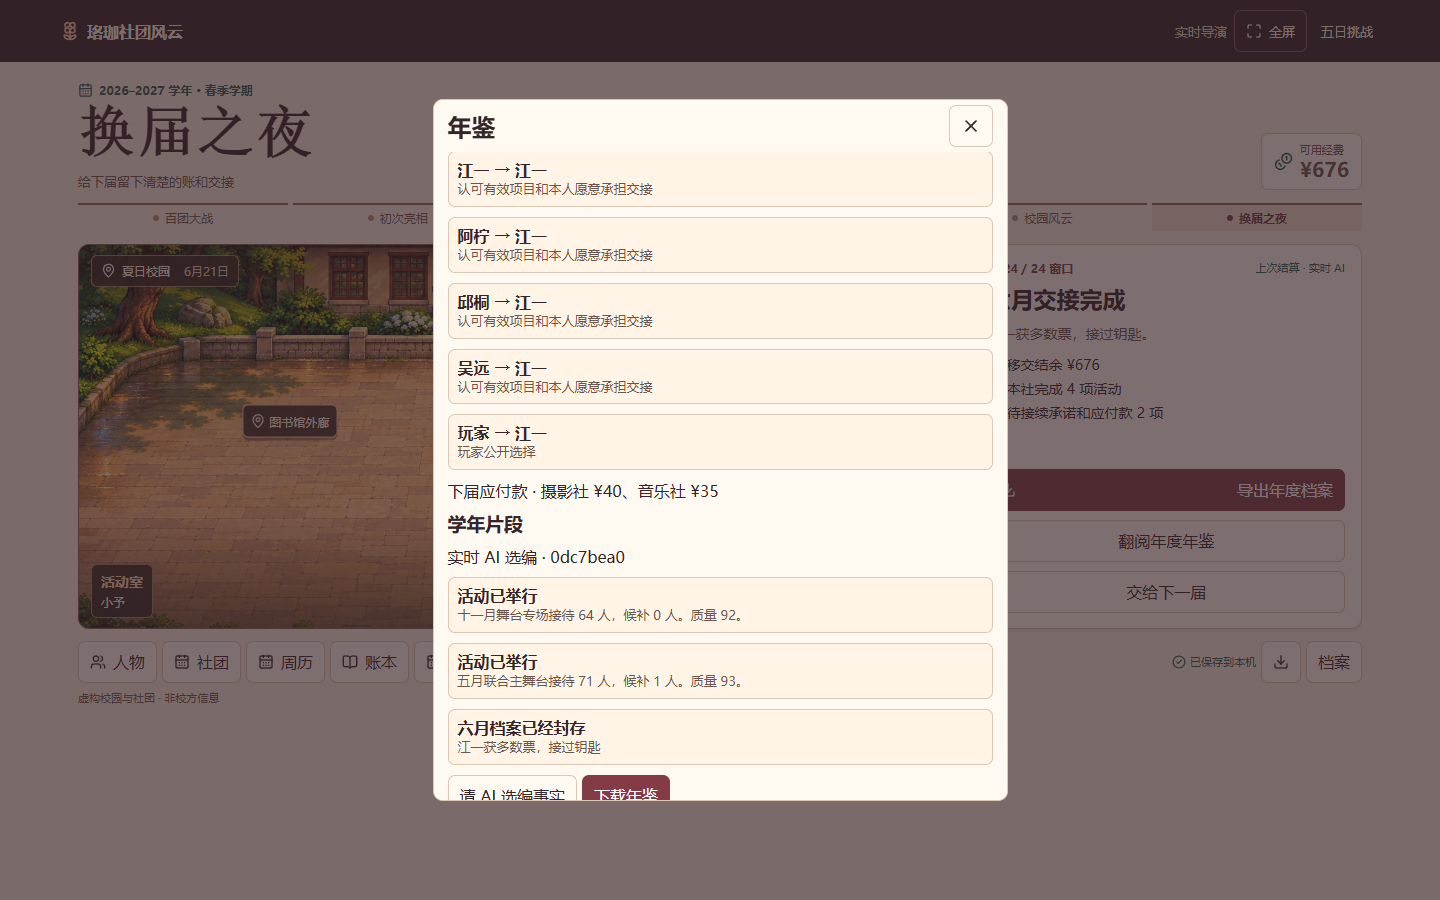 珞珈社团风云
实时导演
全屏
五日挑战
2026–2027 学年 · 春季学期
换届之夜
给下届留下清楚的账和交接
可用经费
¥676
百团大战
初次亮相
校园风云
换届之夜
夏日校园 6月21日
图书馆外廊
活动室
小予
年鉴
江一 → 江一
认可有效项目和本人愿意承担交接
阿柠 → 江一
认可有效项目和本人愿意承担交接
邱桐 → 江一
认可有效项目和本人愿意承担交接
吴远 → 江一
认可有效项目和本人愿意承担交接
玩家 → 江一
玩家公开选择
下届应付款 · 摄影社 ¥40、音乐社 ¥35
学年片段
实时 AI 选编 · 0dc7bea0
活动已举行
十一月舞台专场接待 64 人，候补 0 人。质量 92。
活动已举行
五月联合主舞台接待 71 人，候补 1 人。质量 93。
六月档案已经封存
江一获多数票，接过钥匙
请 AI 选编事实
下载年鉴
24 / 24 窗口
上次结算 · 实时 AI
月交接完成
一获多数票，接过钥匙。
移交结余 ¥676
本社完成 4 项活动
待接续承诺和应付款 2 项
导出年度档案
翻阅年度年鉴
交给下一届
人物
社团
周历
账本
已保存到本机
档案
虚构校园与社团 · 非校方信息